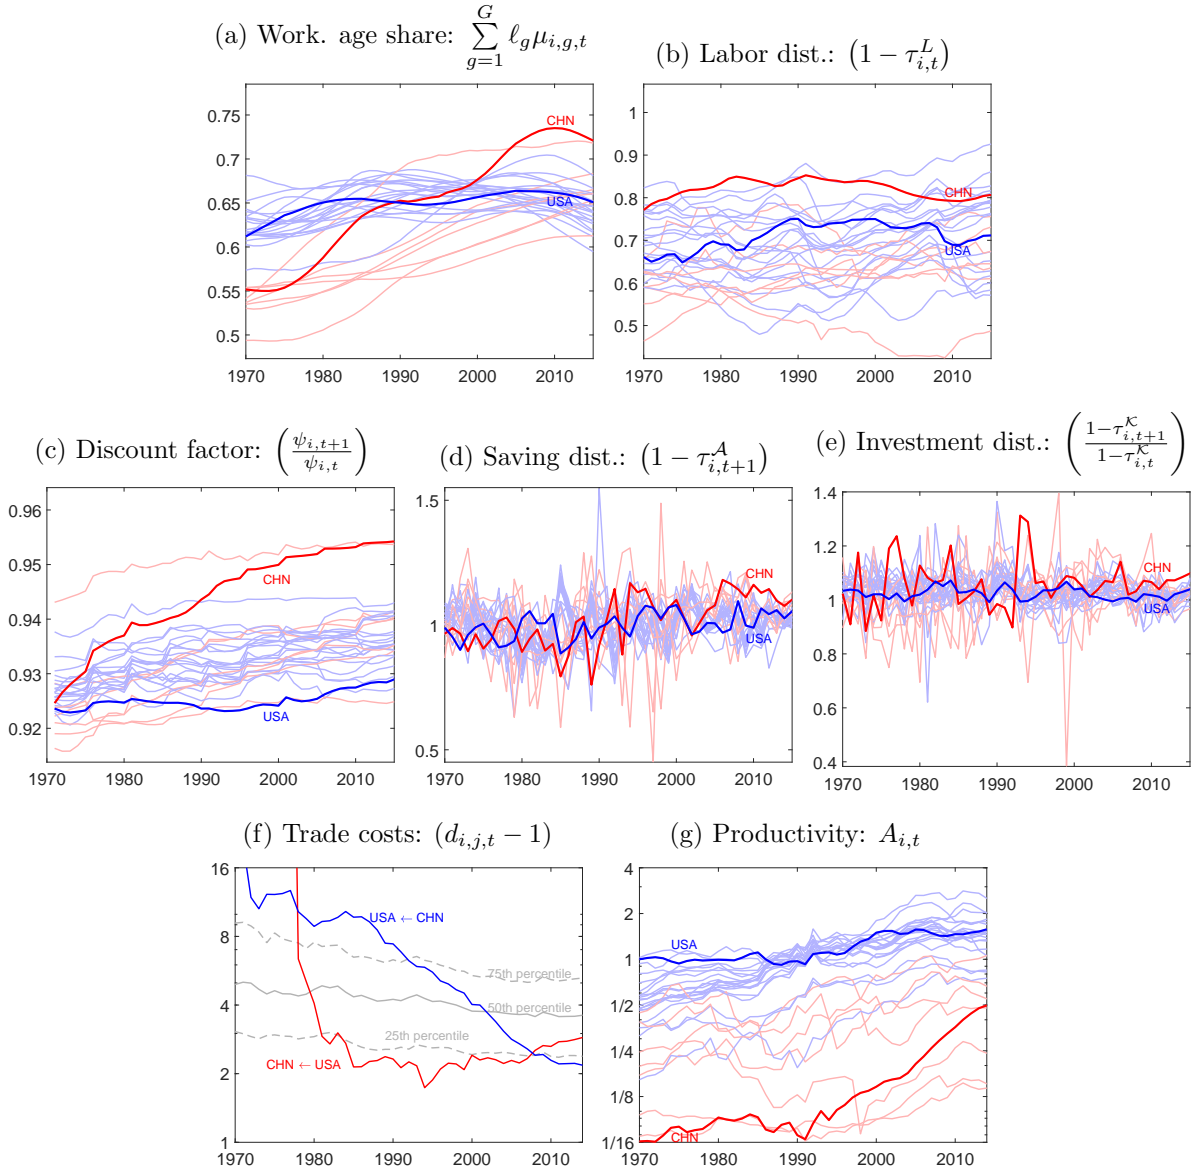 (a) Work. age share: \sum_{g=1}^{G} \ell_g \mu_{i,g,t}
(b) Labor dist.: (1 − τ^L_{i,t})
0.75
0.7
0.65
0.6
0.55
0.5
CHN
USA
1970 1980 1990 2000 2010
1
0.9
0.8
0.7
0.6
0.5
CHN
USA
1970 1980 1990 2000 2010
(c) Discount factor: (ψ_{i,t+1} / ψ_{i,t})
(d) Saving dist.: (1 − τ^A_{i,t+1})
(e) Investment dist.: ((1−τ^K_{i,t+1}) / (1−τ^K_{i,t}))
0.96
0.95
0.94
0.93
0.92
CHN
USA
1970 1980 1990 2000 2010
1.5
1
0.5
CHN
USA
1970 1980 1990 2000 2010
1.4
1.2
1
0.8
0.6
0.4
CHN
USA
1970 1980 1990 2000 2010
(f) Trade costs: (d_{i,j,t} − 1)
(g) Productivity: A_{i,t}
16
8
4
2
1
USA ← CHN
75th percentile
50th percentile
25th percentile
CHN ← USA
1970 1980 1990 2000 2010
4
2
1
1/2
1/4
1/8
1/16
USA
CHN
1970 1980 1990 2000 2010